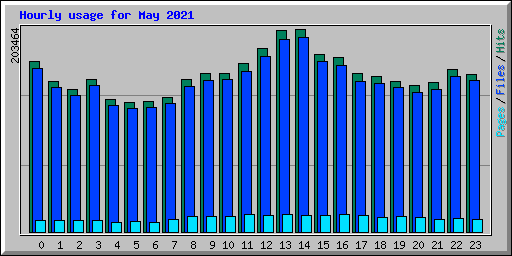 Hourly usage for May 2021
203464
Pages/Files/Hits
0 1 2 3 4 5 6 7 8 9 10 11 12 13 14 15 16 17 18 19 20 21 22 23